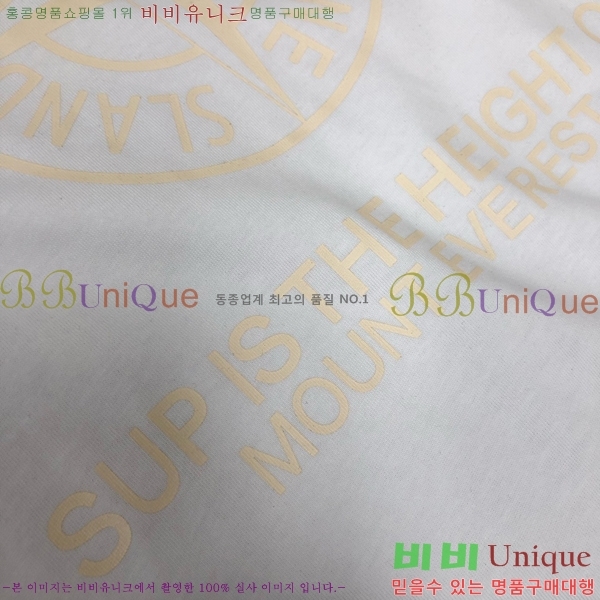 홍콩명품쇼핑몰 1위 비비유니크명품구매대행
SLAND
NE
SUP IS THE HEIGHT O
MOUNT EVEREST
BBUniQue 동종업계 최고의 품질 NO.1 BBUniQue
비비 Unique
-본 이미지는 비비유니크에서 촬영한 100% 실사 이미지 입니다.-
믿을수 있는 명품구매대행